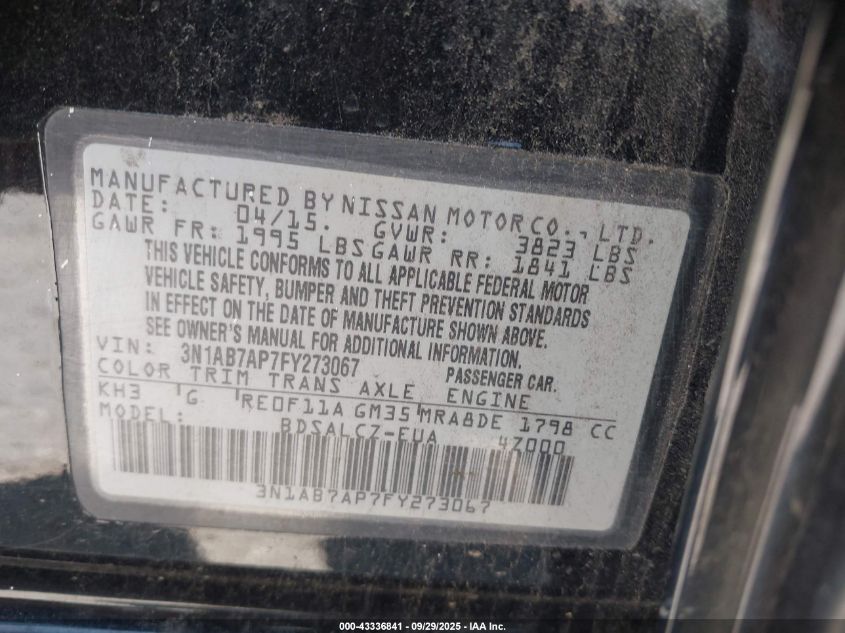 MANUFACTURED BY NISSAN MOTOR CO., LTD.
DATE: 04/15. GVWR: 3823 LBS
GAWR FR: 1995 LBS GAWR RR: 1841 LBS
THIS VEHICLE CONFORMS TO ALL APPLICABLE FEDERAL MOTOR
VEHICLE SAFETY, BUMPER AND THEFT PREVENTION STANDARDS
IN EFFECT ON THE DATE OF MANUFACTURE SHOWN ABOVE.
SEE OWNER'S MANUAL FOR ADDITIONAL INFORMATION.
VIN: 3N1AB7AP7FY273067 PASSENGER CAR.
COLOR TRIM TRANS AXLE ENGINE
KH3 G RE0F11A GM35 MRA8DE 1798 CC
MODEL: BDSALCZ-EUA 4Z000
3N1AB7AP7FY273067
000-43336841 | 09/29/2025 | IAA Inc.